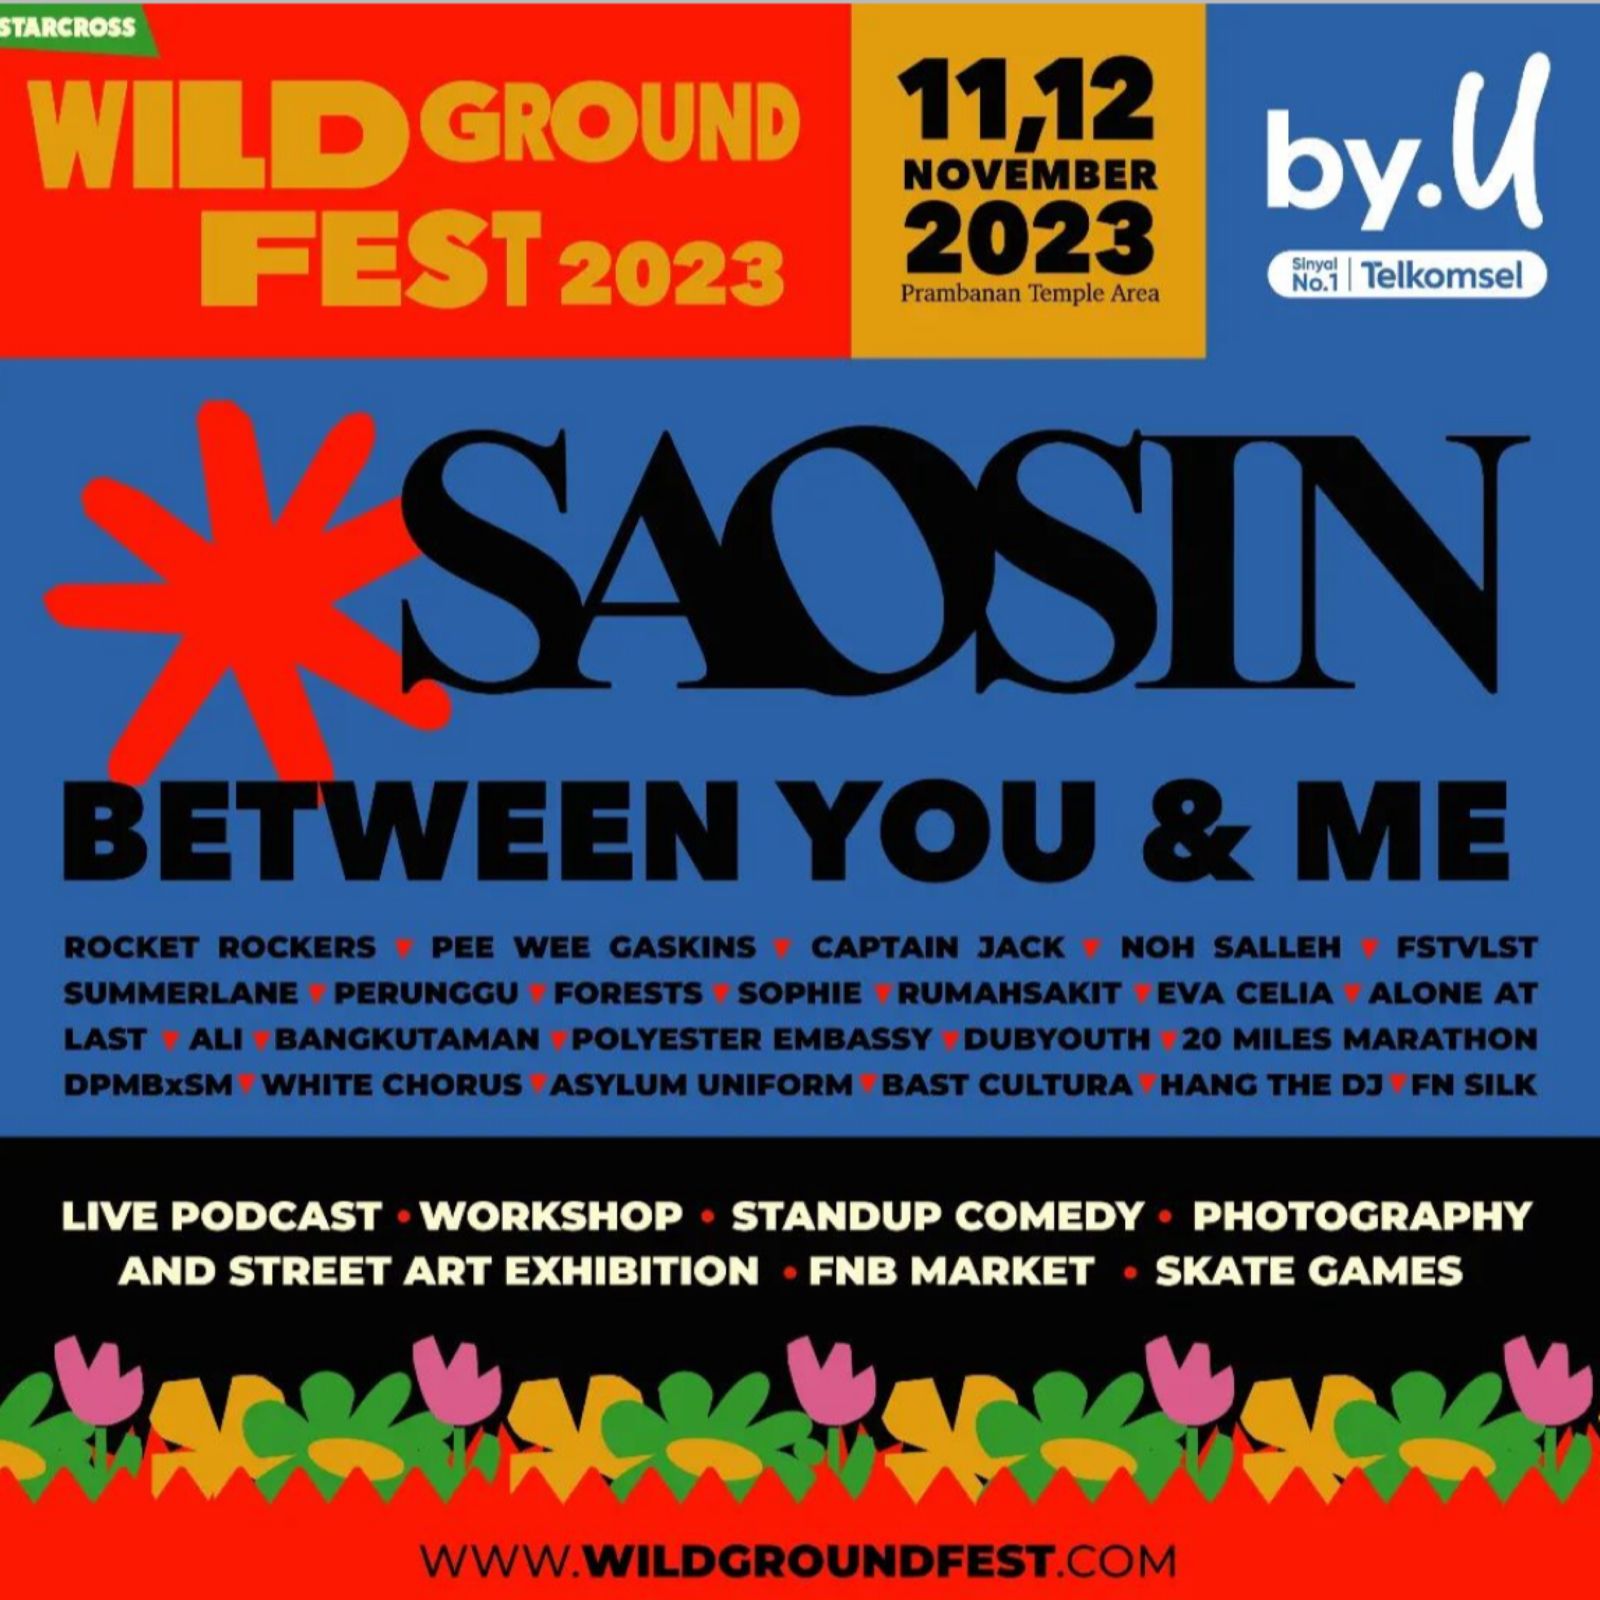 STARCROSS
WILD GROUND
FEST 2023
11,12
NOVEMBER
2023
Prambanan Temple Area
by.U
Sinyal
No.1 | Telkomsel
SAOSIN
BETWEEN YOU & ME
ROCKET ROCKERS ▼ PEE WEE GASKINS ▼ CAPTAIN JACK ▼ NOH SALLEH ▼ FSTVLST
SUMMERLANE ▼ PERUNGGU ▼ FORESTS ▼ SOPHIE ▼ RUMAHSAKIT ▼ EVA CELIA ▼ ALONE AT
LAST ▼ ALI ▼ BANGKUTAMAN ▼ POLYESTER EMBASSY ▼ DUBYOUTH ▼ 20 MILES MARATHON
DPMBxSM ▼ WHITE CHORUS ▼ ASYLUM UNIFORM ▼ BAST CULTURA ▼ HANG THE DJ ▼ FN SILK
LIVE PODCAST • WORKSHOP • STANDUP COMEDY • PHOTOGRAPHY
AND STREET ART EXHIBITION • FNB MARKET • SKATE GAMES
WWW.WILDGROUNDFEST.COM